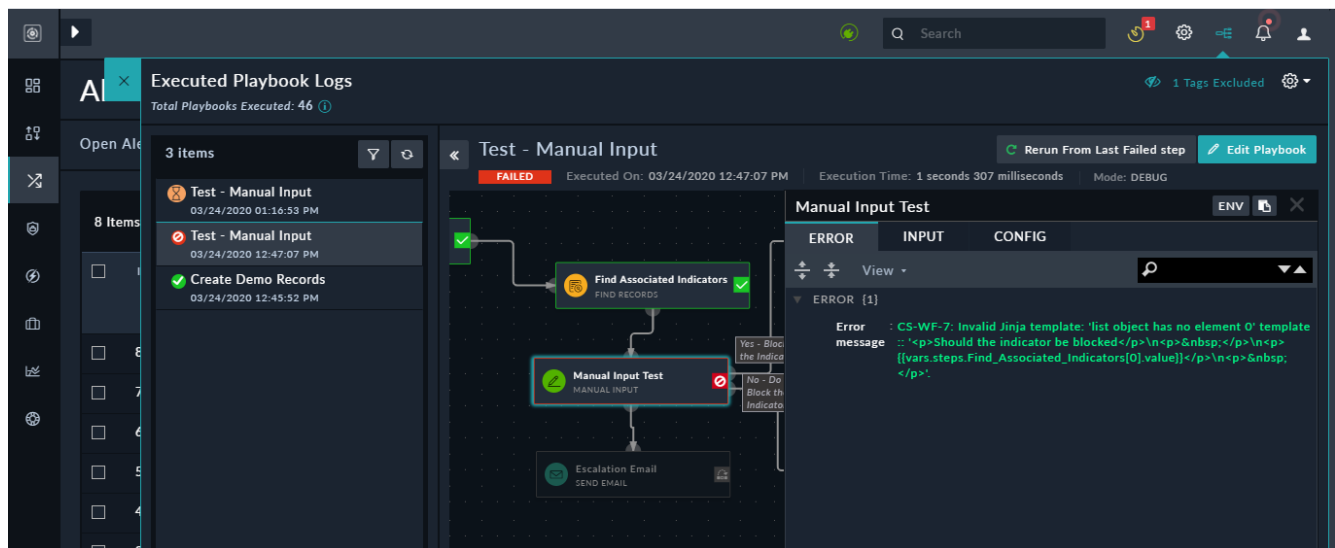 Search
1
Al
Executed Playbook Logs
Total Playbooks Executed: 46
1 Tags Excluded
Open Ale
3 items
Test - Manual Input
Rerun From Last Failed step
Edit Playbook
FAILED
Executed On: 03/24/2020 12:47:07 PM
Execution Time: 1 seconds 307 milliseconds
Mode: DEBUG
8 Items
Test - Manual Input
03/24/2020 01:16:53 PM
Test - Manual Input
03/24/2020 12:47:07 PM
Create Demo Records
03/24/2020 12:45:52 PM
Find Associated Indicators
FIND RECORDS
Yes - Bloc
the Indica
Manual Input Test
MANUAL INPUT
No - Do
Block th
Indicato
Escalation Email
SEND EMAIL
Manual Input Test
ENV
ERROR
INPUT
CONFIG
View
ERROR {1}
Error message
: CS-WF-7: Invalid Jinja template: 'list object has no element 0' template
:: '<p>Should the indicator be blocked</p>\n<p>&nbsp;</p>\n<p>
{{vars.steps.Find_Associated_Indicators[0].value}}</p>\n<p>&nbsp;
</p>'.
8
7
6
5
4